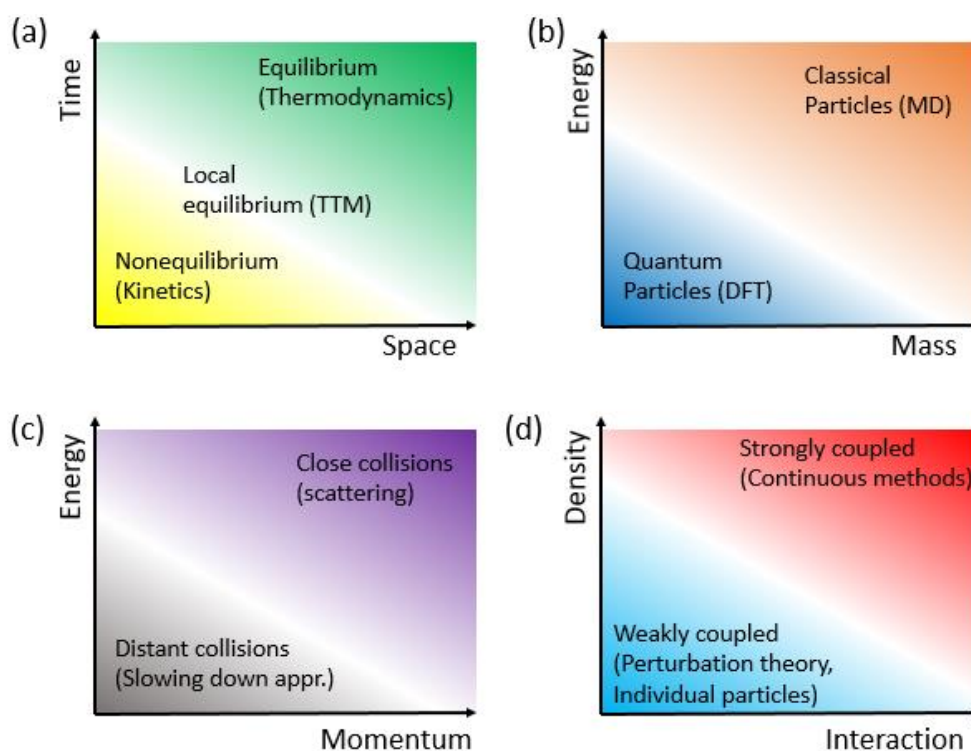 (a)
Time
Equilibrium
(Thermodynamics)
Local
equilibrium (TTM)
Nonequilibrium
(Kinetics)
Space
(b)
Energy
Classical
Particles (MD)
Quantum
Particles (DFT)
Mass
(c)
Energy
Close collisions
(scattering)
Distant collisions
(Slowing down appr.)
Momentum
(d)
Density
Strongly coupled
(Continuous methods)
Weakly coupled
(Perturbation theory,
Individual particles)
Interaction